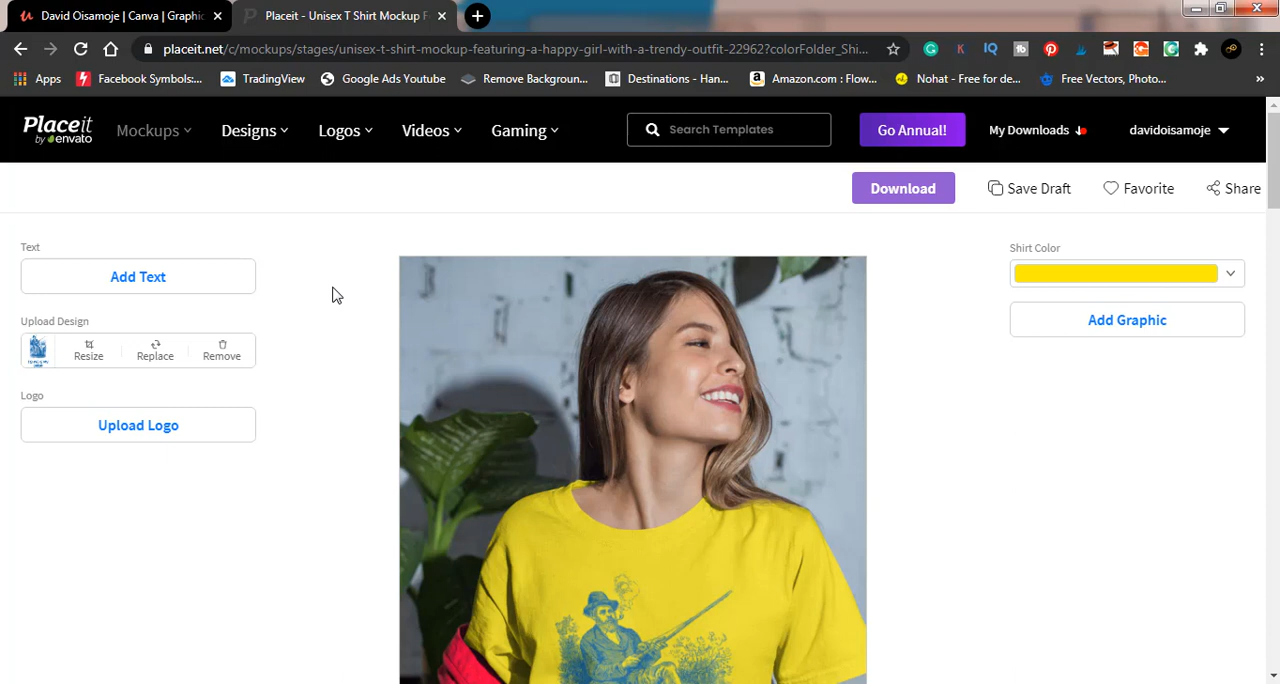 David Oisamoje | Canva | Graphic
Placeit - Unisex T Shirt Mockup F
placeit.net/c/mockups/stages/unisex-t-shirt-mockup-featuring-a-happy-girl-with-a-trendy-outfit-22962?colorFolder_Shi...
Apps
Facebook Symbols...
TradingView
Google Ads Youtube
Remove Backgroun...
Destinations - Han...
Amazon.com : Flow...
Nohat - Free for de...
Free Vectors, Photo...
»
Placeit
by envato
Mockups
Designs
Logos
Videos
Gaming
Search Templates
Go Annual!
My Downloads
davidoisamoje
Download
Save Draft
Favorite
Share
Text
Add Text
Upload Design
Resize
Replace
Remove
Logo
Upload Logo
Shirt Color
Add Graphic